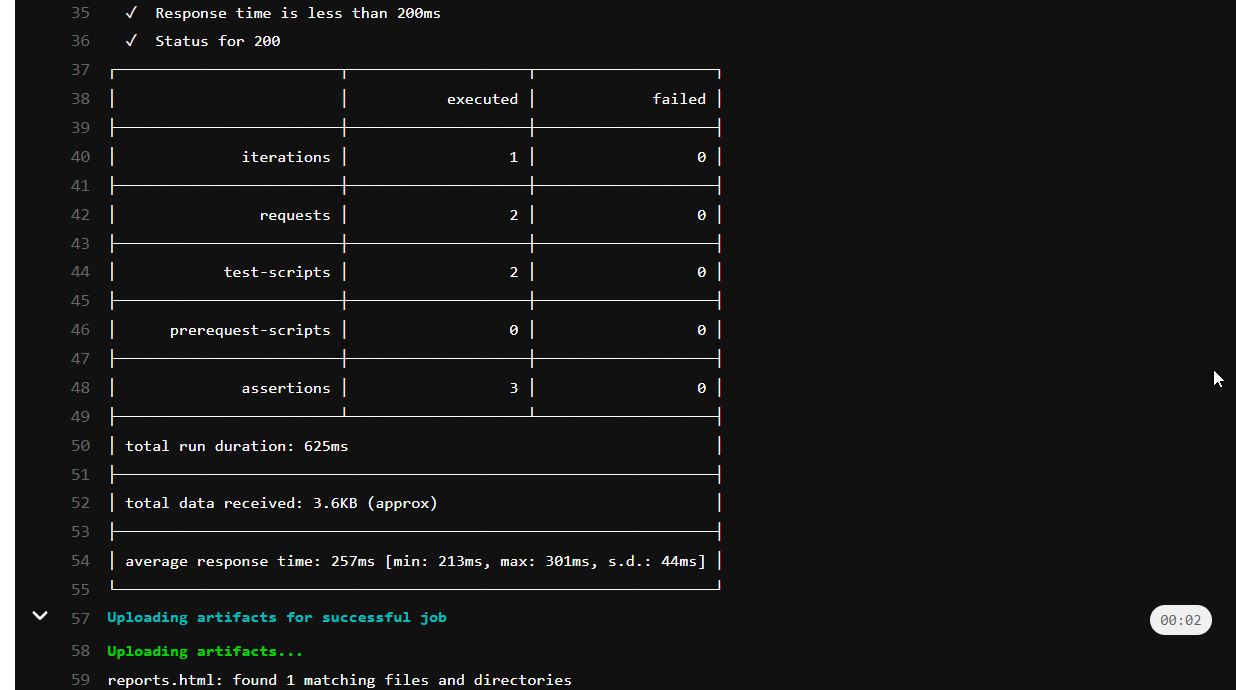 35 ✓ Response time is less than 200ms
36 ✓ Status for 200
37
38 executed failed
39
40 iterations 1 0
41
42 requests 2 0
43
44 test-scripts 2 0
45
46 prerequest-scripts 0 0
47
48 assertions 3 0
49
50 total run duration: 625ms
51
52 total data received: 3.6KB (approx)
53
54 average response time: 257ms [min: 213ms, max: 301ms, s.d.: 44ms]
55
57 Uploading artifacts for successful job 00:02
58 Uploading artifacts...
59 reports.html: found 1 matching files and directories